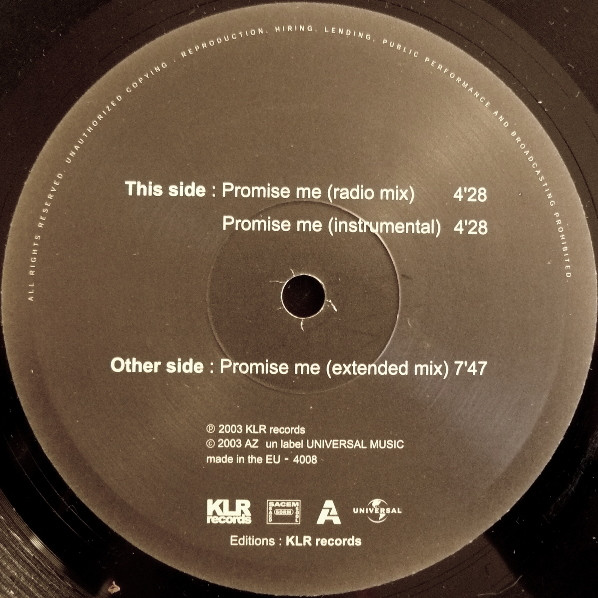 ALL RIGHTS RESERVED. UNAUTHORIZED COPYING · REPRODUCTION. HIRING. LENDING. PUBLIC PERFORMANCE AND BROADCASTING PROHIBITED.
This side : Promise me (radio mix) 4'28
Promise me (instrumental) 4'28
Other side : Promise me (extended mix) 7'47
℗ 2003 KLR records
© 2003 AZ un label UNIVERSAL MUSIC
made in the EU - 4008
KLR records SACEM AZ UNIVERSAL
Editions : KLR records